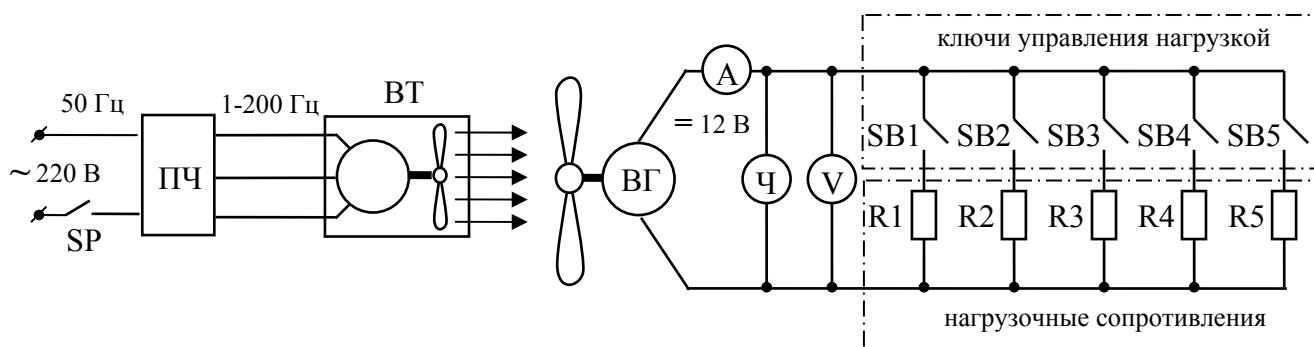 ключи управления нагрузкой
50 Гц
1-200 Гц
ВТ
А
= 12 В
~ 220 В
ПЧ
SP
ВГ
Ч
V
SB1
SB2
SB3
SB4
SB5
R1
R2
R3
R4
R5
нагрузочные сопротивления